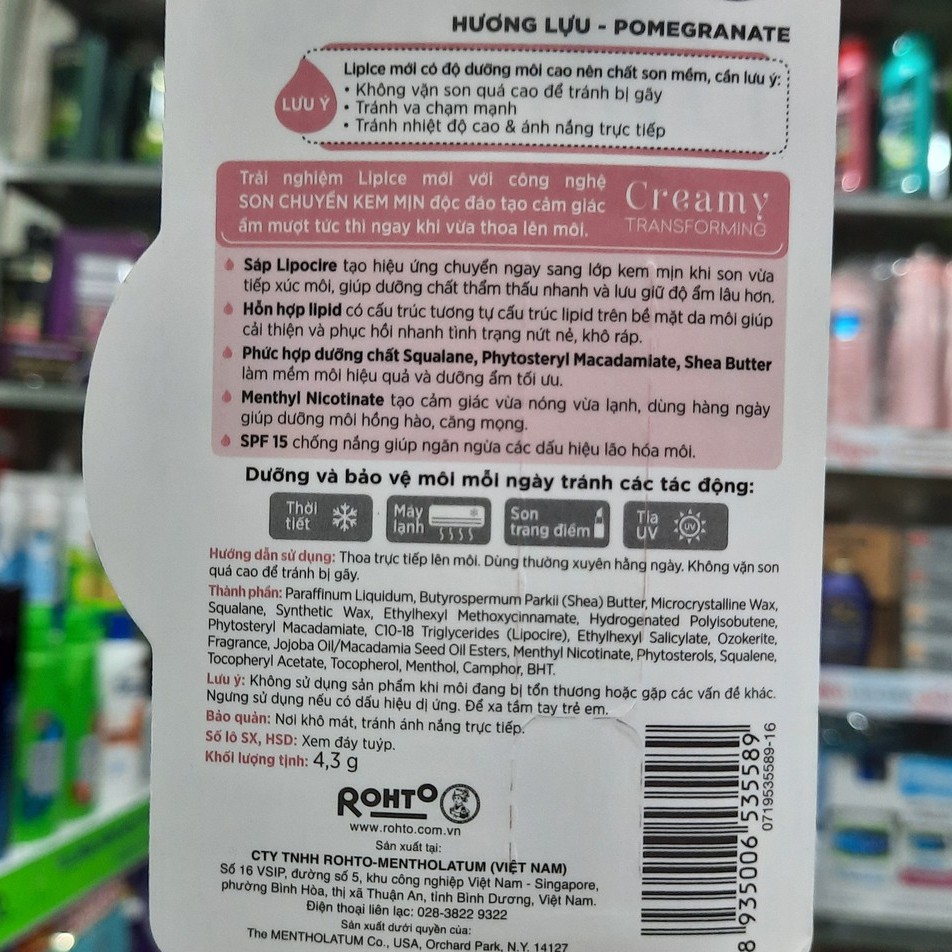 HƯƠNG LỰU - POMEGRANATE
LƯU Ý
LipIce mới có độ dưỡng môi cao nên chất son mềm, cần lưu ý:
• Không vặn son quá cao để tránh bị gãy
• Tránh va chạm mạnh
• Tránh nhiệt độ cao & ánh nắng trực tiếp
Trải nghiệm LipIce mới với công nghệ
SON CHUYỂN KEM MỊN độc đáo tạo cảm giác
ẩm mượt tức thì ngay khi vừa thoa lên môi.
Creamy
TRANSFORMING
Sáp Lipocire tạo hiệu ứng chuyển ngay sang lớp kem mịn khi son vừa
tiếp xúc môi, giúp dưỡng chất thẩm thấu nhanh và lưu giữ độ ẩm lâu hơn.
Hỗn hợp lipid có cấu trúc tương tự cấu trúc lipid trên bề mặt da môi giúp
cải thiện và phục hồi nhanh tình trạng nứt nẻ, khô ráp.
Phức hợp dưỡng chất Squalane, Phytosteryl Macadamiate, Shea Butter
làm mềm môi hiệu quả và dưỡng ẩm tối ưu.
Menthyl Nicotinate tạo cảm giác vừa nóng vừa lạnh, dùng hàng ngày
giúp dưỡng môi hồng hào, căng mọng.
SPF 15 chống nắng giúp ngăn ngừa các dấu hiệu lão hóa môi.
Dưỡng và bảo vệ môi mỗi ngày tránh các tác động:
Thời
tiết
Máy
lạnh
Son
trang điểm
Tia
UV
UV
Hướng dẫn sử dụng: Thoa trực tiếp lên môi. Dùng thường xuyên hằng ngày. Không vặn son
quá cao để tránh bị gãy.
Thành phần: Paraffinum Liquidum, Butyrospermum Parkii (Shea) Butter, Microcrystalline Wax,
Squalane, Synthetic Wax, Ethylhexyl Methoxycinnamate, Hydrogenated Polyisobutene,
Phytosteryl Macadamiate, C10-18 Triglycerides (Lipocire), Ethylhexyl Salicylate, Ozokerite,
Fragrance, Jojoba Oil/Macadamia Seed Oil Esters, Menthyl Nicotinate, Phytosterols, Squalene,
Tocopheryl Acetate, Tocopherol, Menthol, Camphor, BHT.
Lưu ý: Không sử dụng sản phẩm khi môi đang bị tổn thương hoặc gặp các vấn đề khác.
Ngưng sử dụng nếu có dấu hiệu dị ứng. Để xa tầm tay trẻ em.
Bảo quản: Nơi khô mát, tránh ánh nắng trực tiếp.
Số lô SX, HSD: Xem đáy tuýp.
Khối lượng tịnh: 4,3 g
ROHTO
www.rohto.com.vn
Sản xuất tại:
CTY TNHH ROHTO-MENTHOLATUM (VIỆT NAM)
Số 16 VSIP, đường số 5, khu công nghiệp Việt Nam - Singapore,
phường Bình Hòa, thị xã Thuận An, tỉnh Bình Dương, Việt Nam.
Điện thoại liên lạc: 028-3822 9322
Sản xuất dưới quyền của:
The MENTHOLATUM Co., USA, Orchard Park, N.Y. 14127
8 935006 535589
0719535589-16